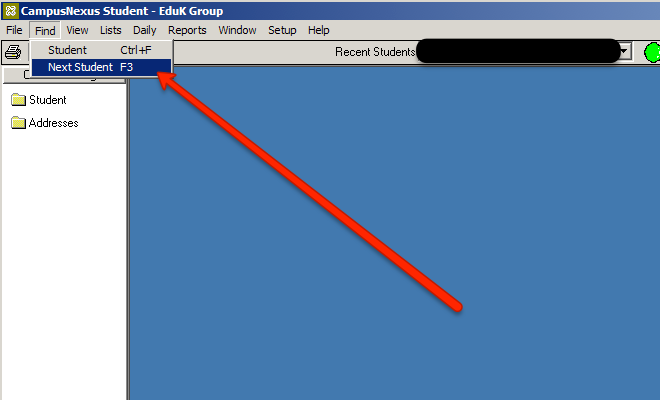 CampusNexus Student - EduK Group
File Find View Lists Daily Reports Window Setup Help
Student Ctrl+F
Next Student F3
Recent Students
Student
Addresses